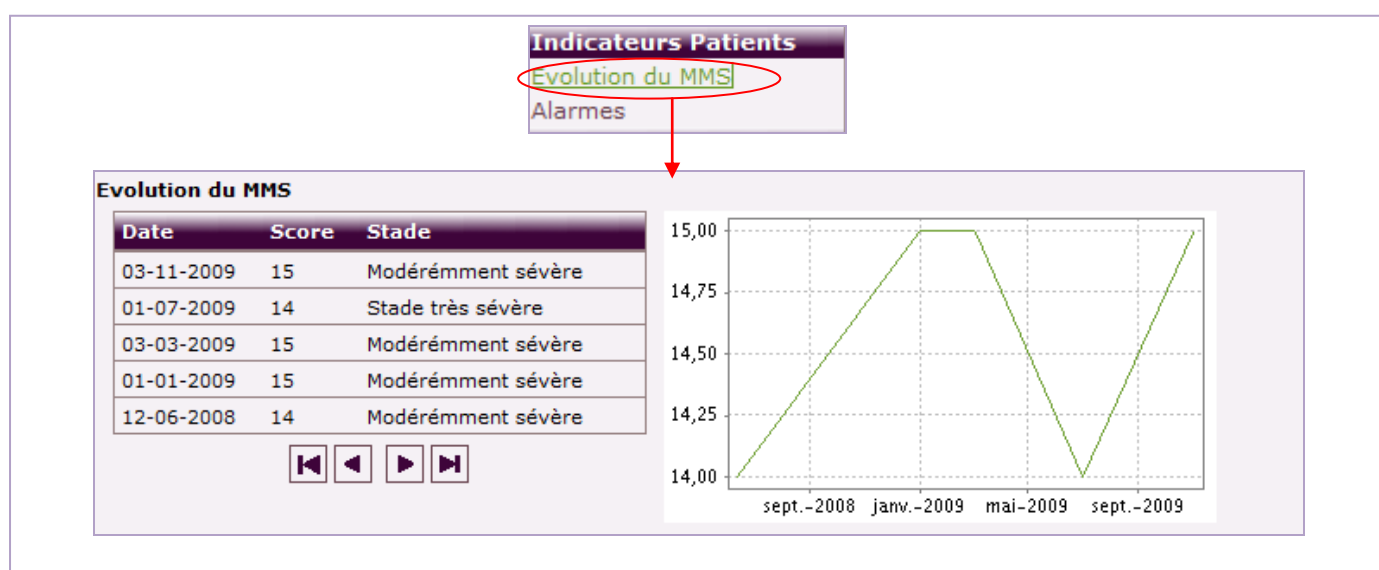 Indicateurs Patients
Evolution du MMS
Alarmes
Evolution du MMS
Date Score Stade
03-11-2009 15 Modérémment sévère
01-07-2009 14 Stade très sévère
03-03-2009 15 Modérémment sévère
01-01-2009 15 Modérémment sévère
12-06-2008 14 Modérémment sévère
15,00
14,75
14,50
14,25
14,00
sept.-2008 janv.-2009 mai-2009 sept.-2009